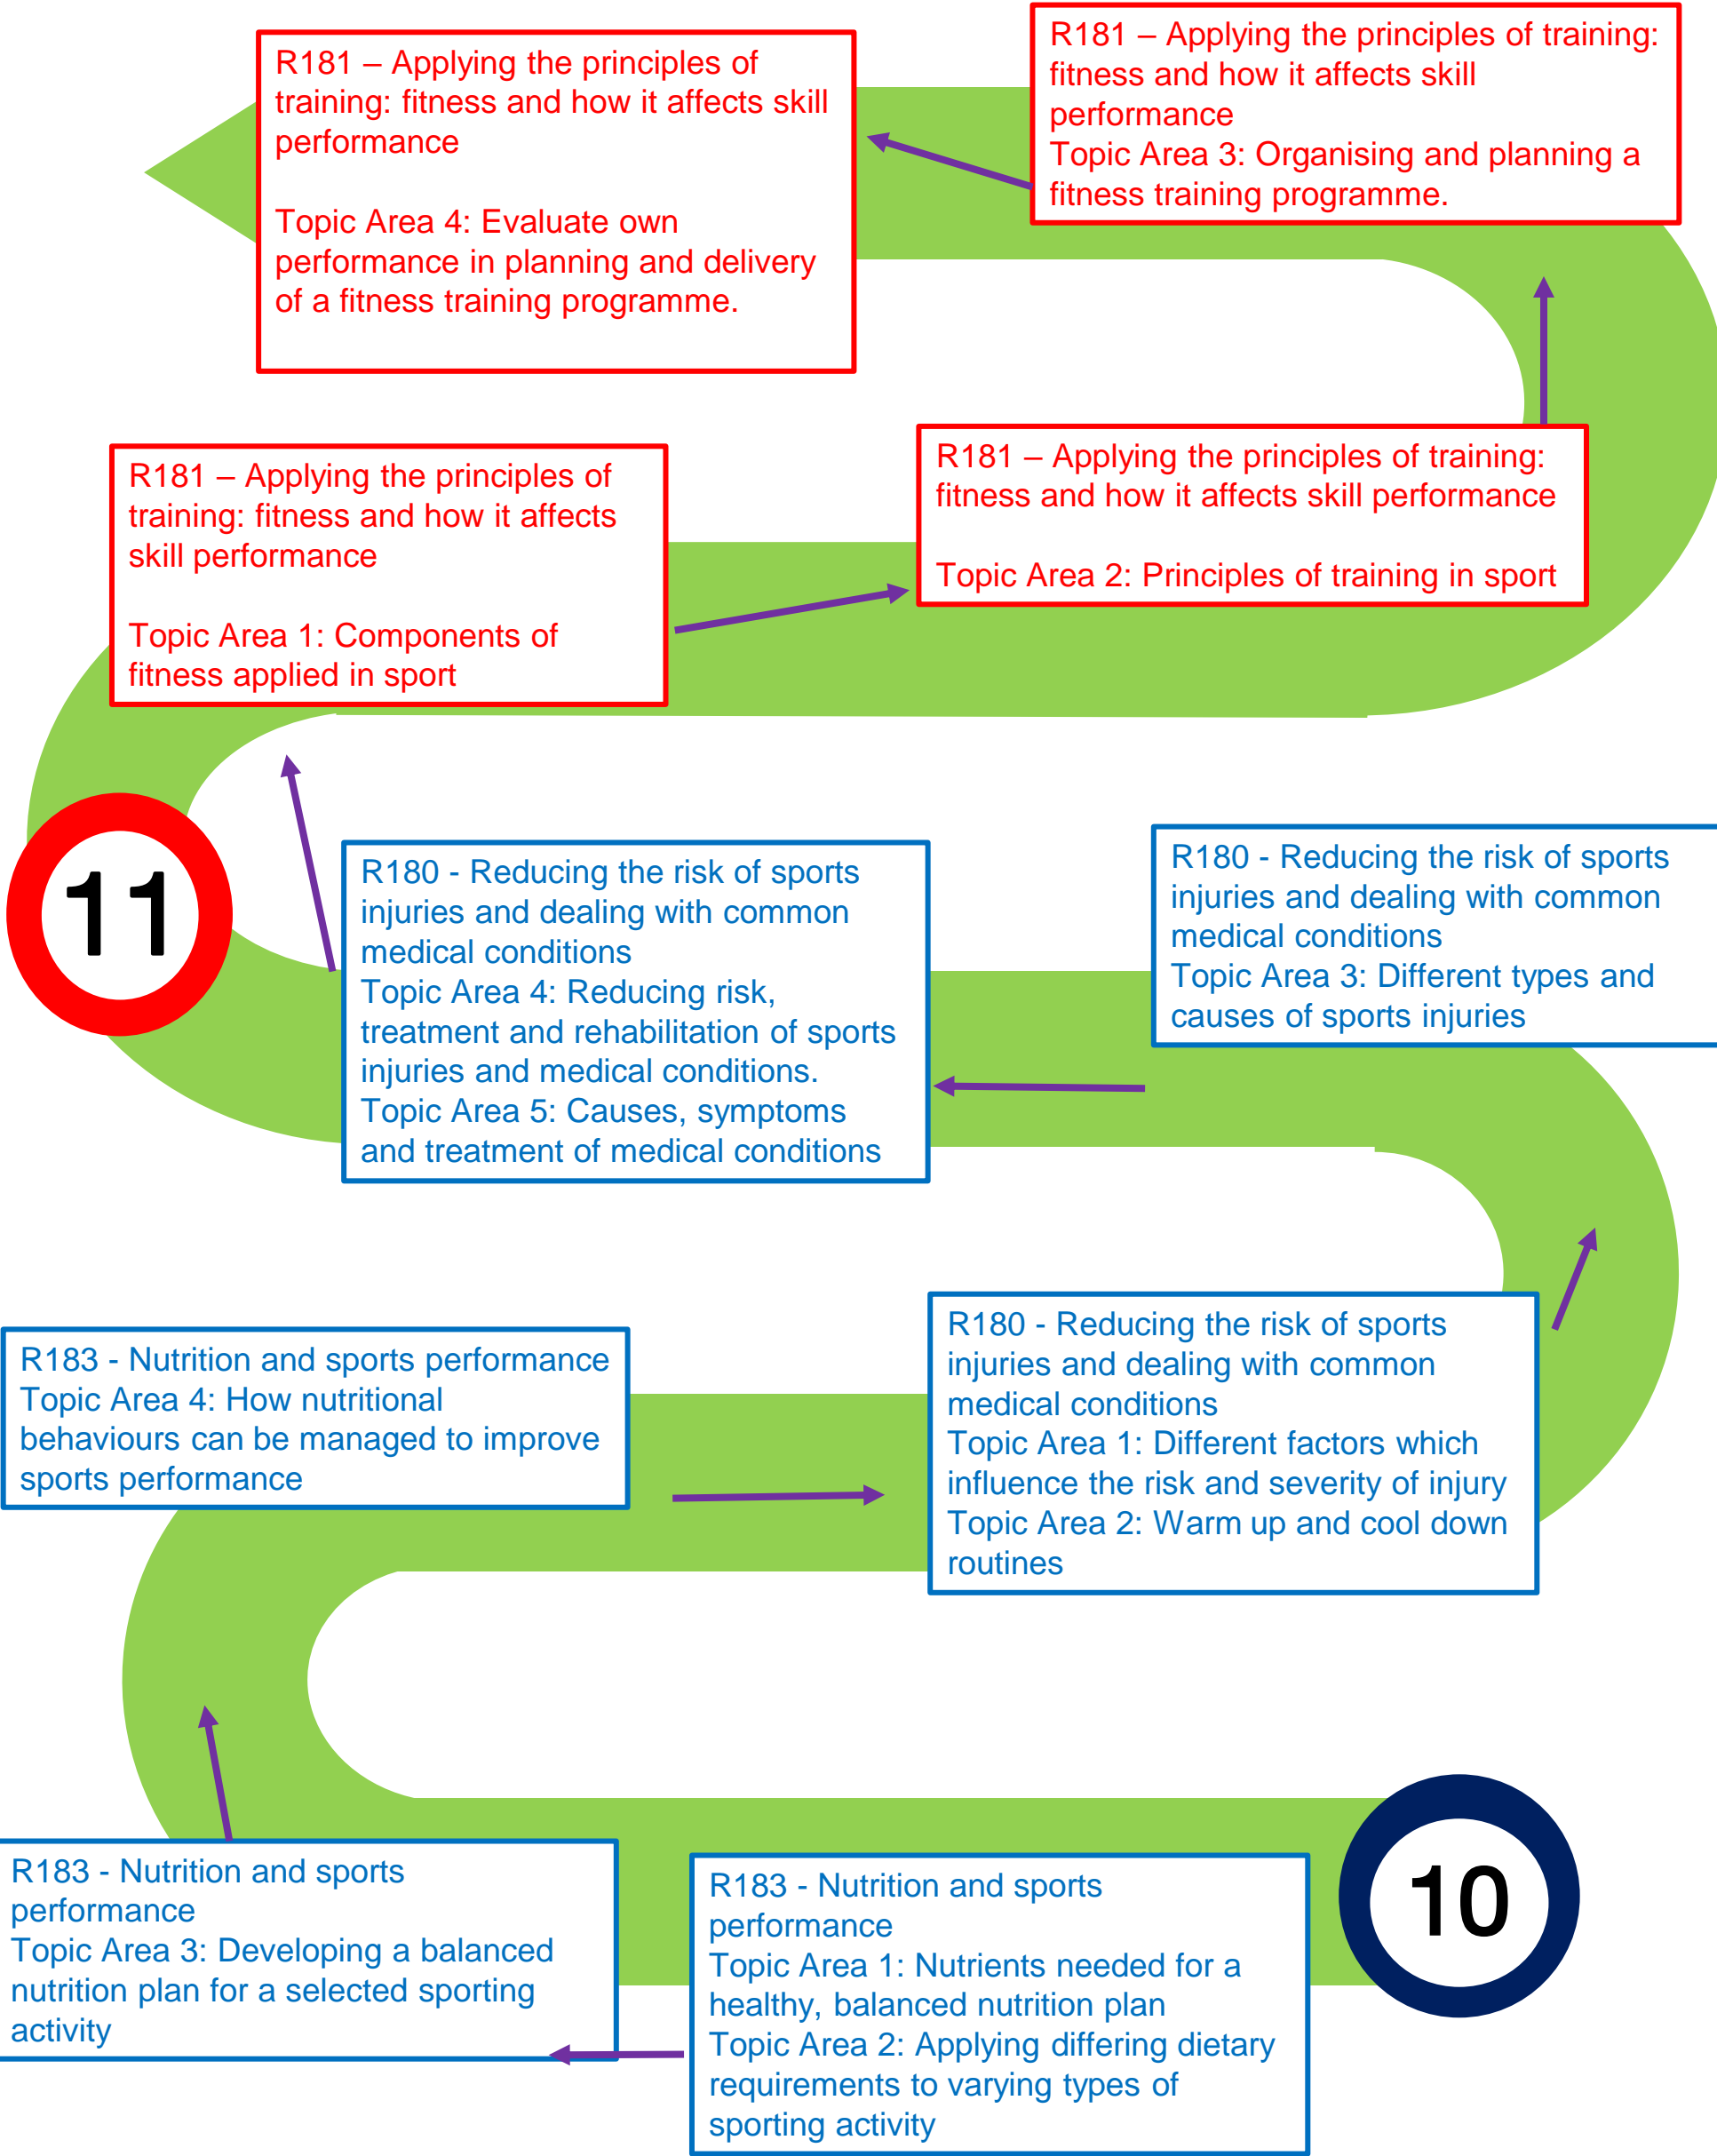 R181 – Applying the principles of
training: fitness and how it affects skill
performance
Topic Area 4: Evaluate own
performance in planning and delivery
of a fitness training programme.
R181 – Applying the principles of training:
fitness and how it affects skill
performance
Topic Area 3: Organising and planning a
fitness training programme.
R181 – Applying the principles of
training: fitness and how it affects
skill performance
Topic Area 1: Components of
fitness applied in sport
R181 – Applying the principles of training:
fitness and how it affects skill performance
Topic Area 2: Principles of training in sport
11
R180 - Reducing the risk of sports
injuries and dealing with common
medical conditions
Topic Area 4: Reducing risk,
treatment and rehabilitation of sports
injuries and medical conditions.
Topic Area 5: Causes, symptoms
and treatment of medical conditions
R180 - Reducing the risk of sports
injuries and dealing with common
medical conditions
Topic Area 3: Different types and
causes of sports injuries
R183 - Nutrition and sports performance
Topic Area 4: How nutritional
behaviours can be managed to improve
sports performance
R180 - Reducing the risk of sports
injuries and dealing with common
medical conditions
Topic Area 1: Different factors which
influence the risk and severity of injury
Topic Area 2: Warm up and cool down
routines
R183 - Nutrition and sports
performance
Topic Area 3: Developing a balanced
nutrition plan for a selected sporting
activity
R183 - Nutrition and sports
performance
Topic Area 1: Nutrients needed for a
healthy, balanced nutrition plan
Topic Area 2: Applying differing dietary
requirements to varying types of
sporting activity
10